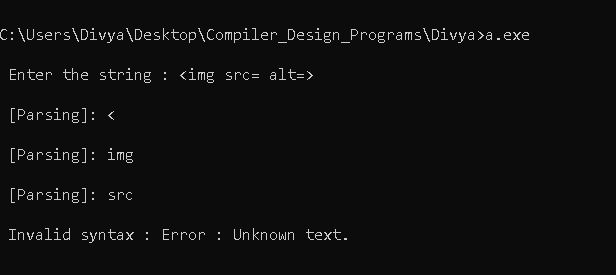 C:\Users\Divya\Desktop\Compiler_Design_Programs\Divya>a.exe
Enter the string : <img src= alt=>
[Parsing]: <
[Parsing]: img
[Parsing]: src
Invalid syntax : Error : Unknown text.